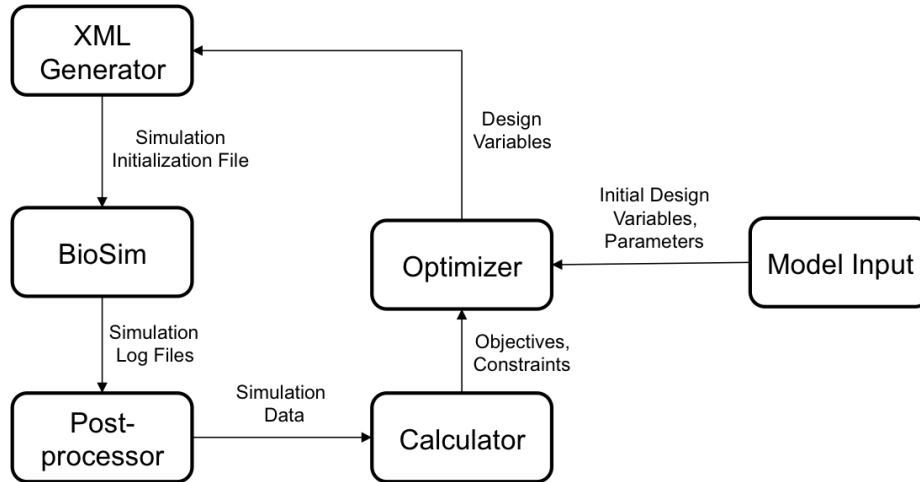 XML
Generator
Design
Variables
Simulation
Initialization File
Initial Design
Variables,
Parameters
BioSim
Optimizer
Model Input
Simulation
Log Files
Objectives,
Constraints
Simulation
Data
Post-
processor
Calculator